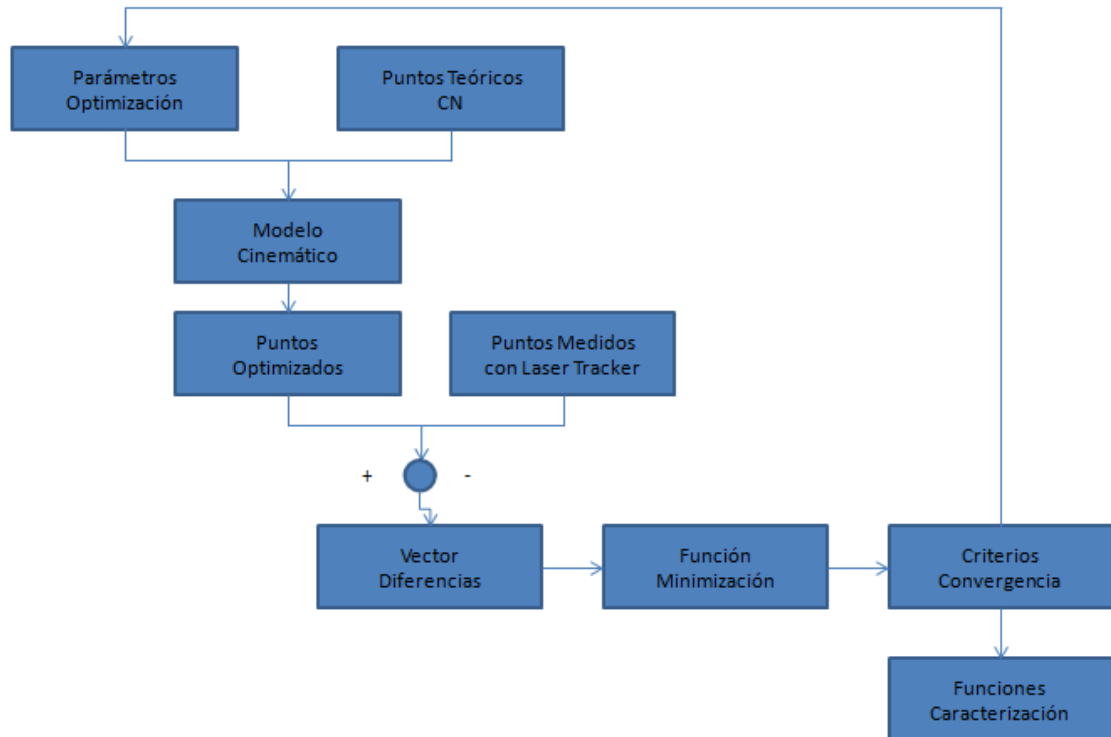 Parámetros
Optimización
Puntos Teóricos
CN
Modelo
Cinemático
Puntos
Optimizados
Puntos Medidos
con Laser Tracker
+
-
Vector
Diferencias
Función
Minimización
Criterios
Convergencia
Funciones
Caracterización